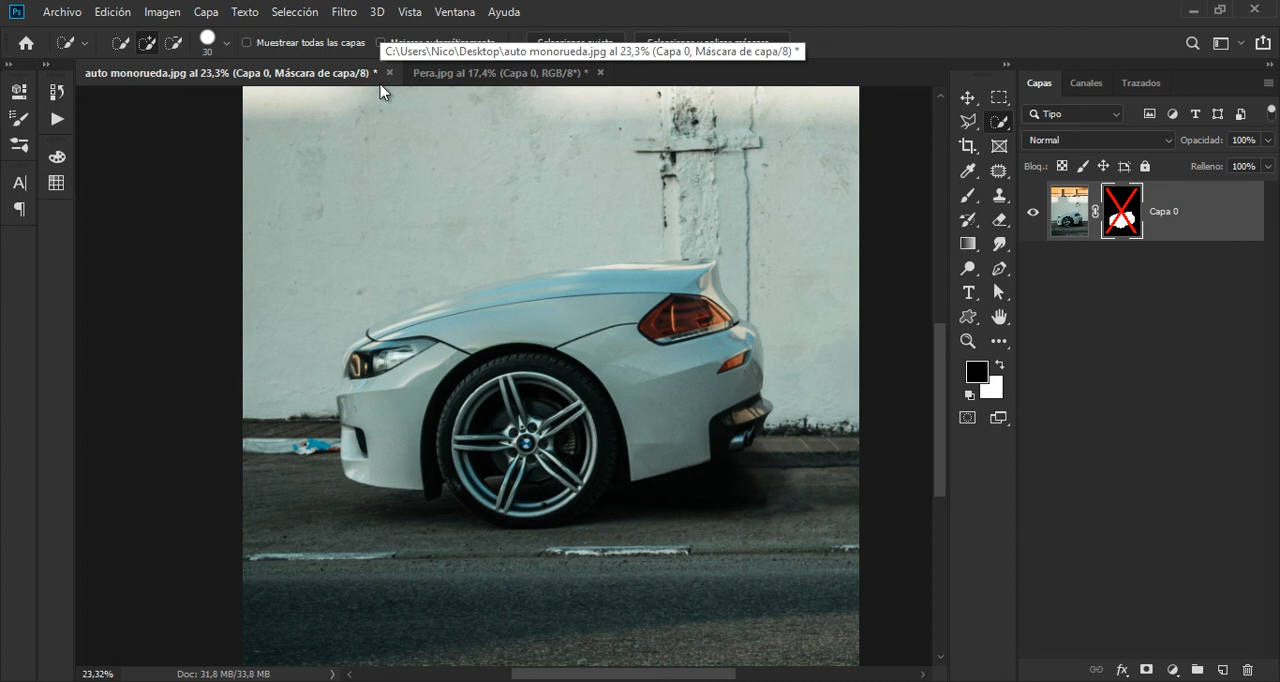 Ps Archivo Edición Imagen Capa Texto Selección Filtro 3D Vista Ventana Ayuda
30 Mostrar todas las capas
C:\Users\Nico\Desktop\auto monorueda.jpg al 23,3% (Capa 0, Máscara de capa/8) *
auto monorueda.jpg al 23,3% (Capa 0, Máscara de capa/8) * Pera.jpg al 17,4% (Capa 0, RGB/8*) *
Capas Canales Trazados
Tipo
Normal Opacidad: 100%
Bloq.: Relleno: 100%
Capa 0
23,32% Doc: 31,8 MB/33,8 MB